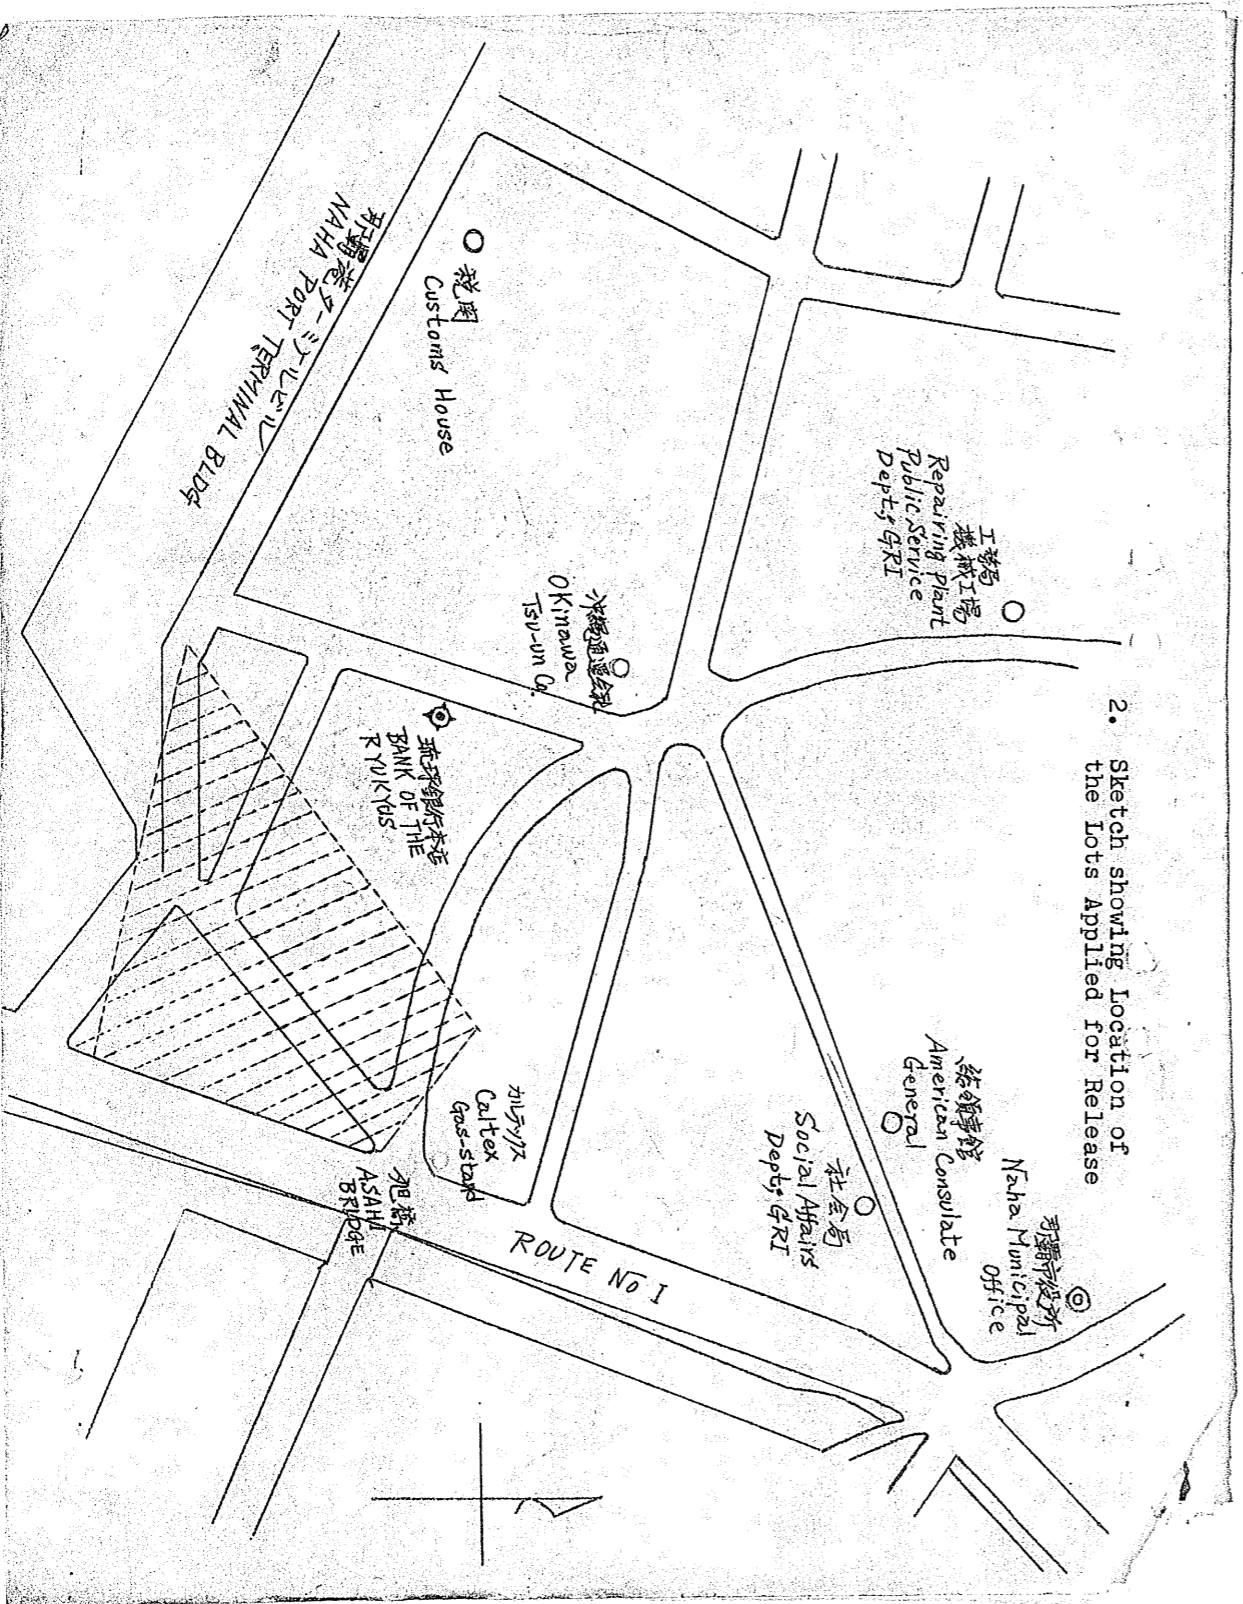 2. Sketch showing Location of
the Lots Applied for Release
那覇市役所
Naha Municipal
Office
総領事館
American Consulate
General
社会局
Social Affairs
Dept; GRI
工務局
機械工場
Repairing Plant
Public Service
Dept; GRI
沖縄通運会社
Okinawa
Tsu-un Co.
税関
Customs House
那覇港ターミナルビル
NAHA PORT TERMINAL BLDG
琉球銀行本店
BANK OF THE
RYUKYUS
カルテックス
Caltex
Gas-stand
旭橋
ASAHI
BRIDGE
ROUTE No 1